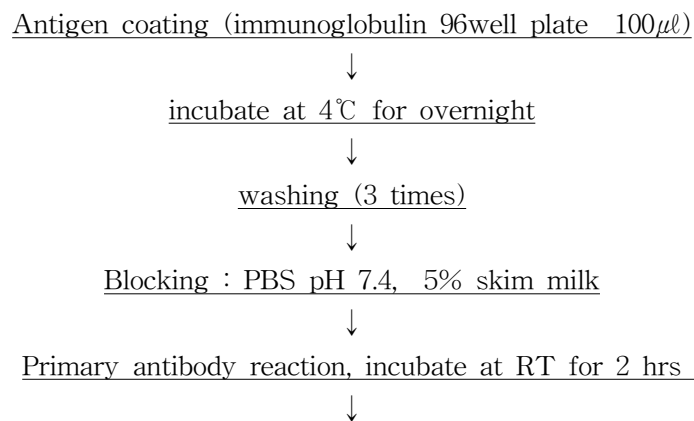 Antigen coating (immunoglobulin 96well plate 100㎕)
↓
incubate at 4℃ for overnight
↓
washing (3 times)
↓
Blocking : PBS pH 7.4, 5% skim milk
↓
Primary antibody reaction, incubate at RT for 2 hrs
↓